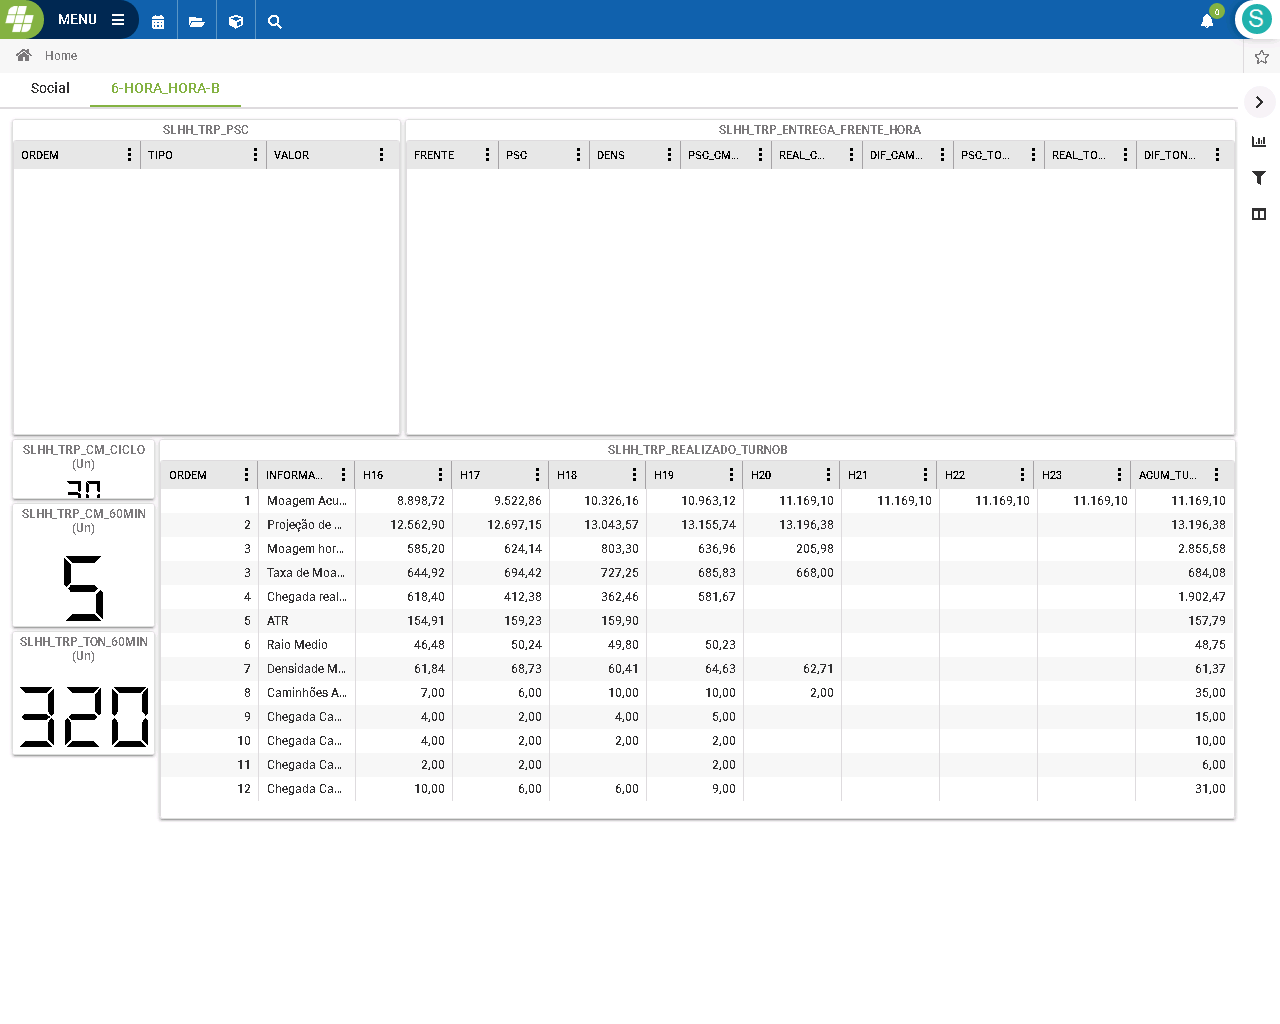 MENU
0
S
Home
Social 6-HORA_HORA-B
SLHH_TRP_PSC
ORDEM TIPO VALOR
SLHH_TRP_ENTREGA_FRENTE_HORA
FRENTE PSC DENS PSC_CM... REAL_C... DIF_CAM... PSC_TO... REAL_TO... DIF_TON...
SLHH_TRP_CM_CICLO
(Un)
SLHH_TRP_CM_60MIN
(Un)
5
SLHH_TRP_TON_60MIN
(Un)
320
SLHH_TRP_REALIZADO_TURNOB
ORDEM INFORMA... H16 H17 H18 H19 H20 H21 H22 H23 ACUM_TU...
1 Moagem Acu... 8.898,72 9.522,86 10.326,16 10.963,12 11.169,10 11.169,10 11.169,10 11.169,10 11.169,10
2 Projeção de ... 12.562,90 12.697,15 13.043,57 13.155,74 13.196,38 13.196,38
3 Moagem hor... 585,20 624,14 803,30 636,96 205,98 2.855,58
3 Taxa de Moa... 644,92 694,42 727,25 685,83 668,00 684,08
4 Chegada real... 618,40 412,38 362,46 581,67 1.902,47
5 ATR 154,91 159,23 159,90 157,79
6 Raio Medio 46,48 50,24 49,80 50,23 48,75
7 Densidade M... 61,84 68,73 60,41 64,63 62,71 61,37
8 Caminhões A... 7,00 6,00 10,00 10,00 2,00 35,00
9 Chegada Ca... 4,00 2,00 4,00 5,00 15,00
10 Chegada Ca... 4,00 2,00 2,00 2,00 10,00
11 Chegada Ca... 2,00 2,00 2,00 6,00
12 Chegada Ca... 10,00 6,00 6,00 9,00 31,00